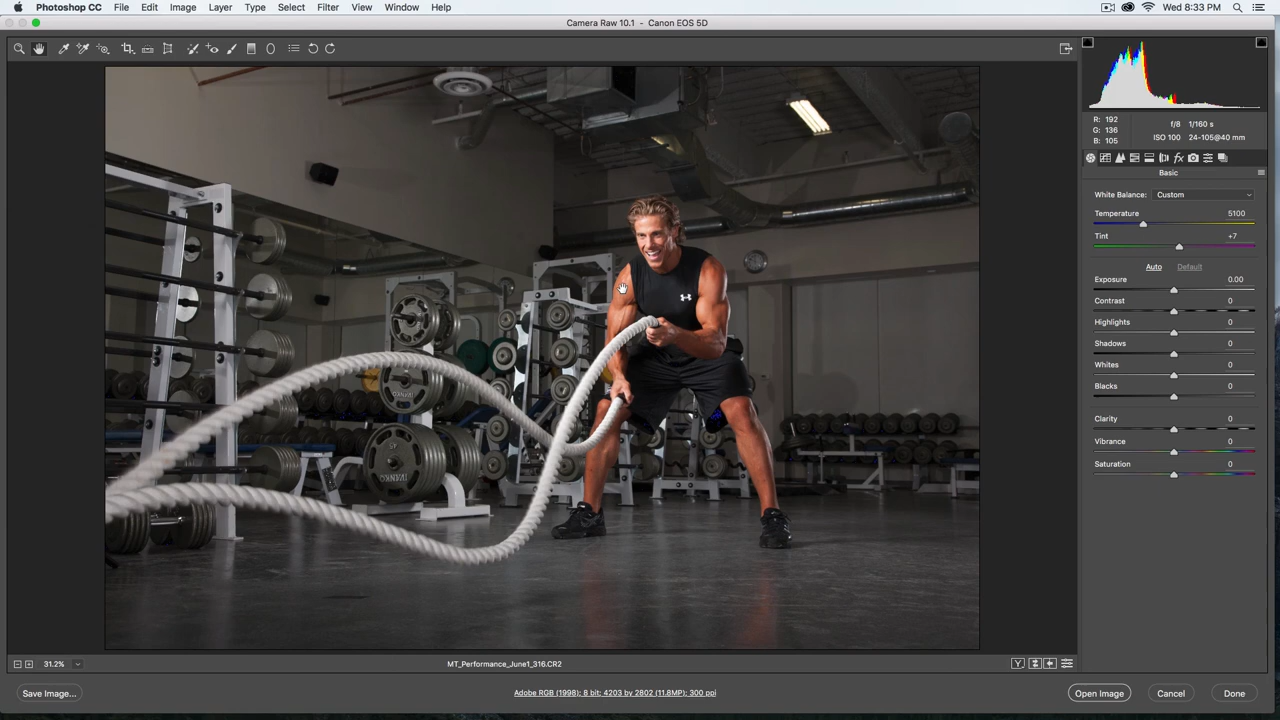 Photoshop CC File Edit Image Layer Type Select Filter View Window Help Wed 8:33 PM
Camera Raw 10.1 - Canon EOS 5D
R: 192
G: 136
B: 105
f/8 1/160 s
ISO 100 24-105@40 mm
Basic
White Balance: Custom
Temperature 5100
Tint +7
Auto Default
Exposure 0.00
Contrast 0
Highlights 0
Shadows 0
Whites 0
Blacks 0
Clarity 0
Vibrance 0
Saturation 0
31.2% MT_Performance_June1_316.CR2 Y
Save Image... Adobe RGB (1998); 8 bit; 4203 by 2802 (11.8MP); 300 ppi Open Image Cancel Done